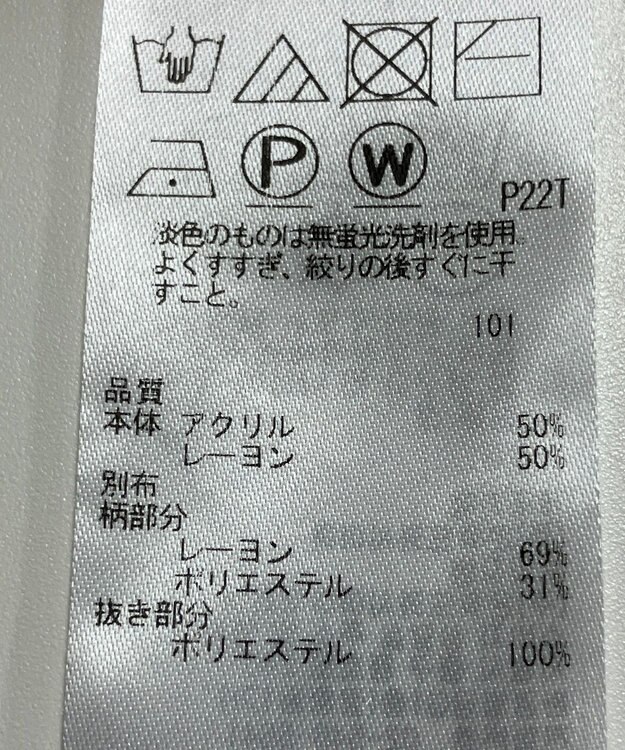 P W P22T
淡色のものは無蛍光洗剤を使用
よくすすぎ、絞りの後すぐに干
すこと。
101
品質
本体 アクリル 50%
レーヨン 50%
別布
柄部分
レーヨン 69%
ポリエステル 31%
抜き部分
ポリエステル 100%